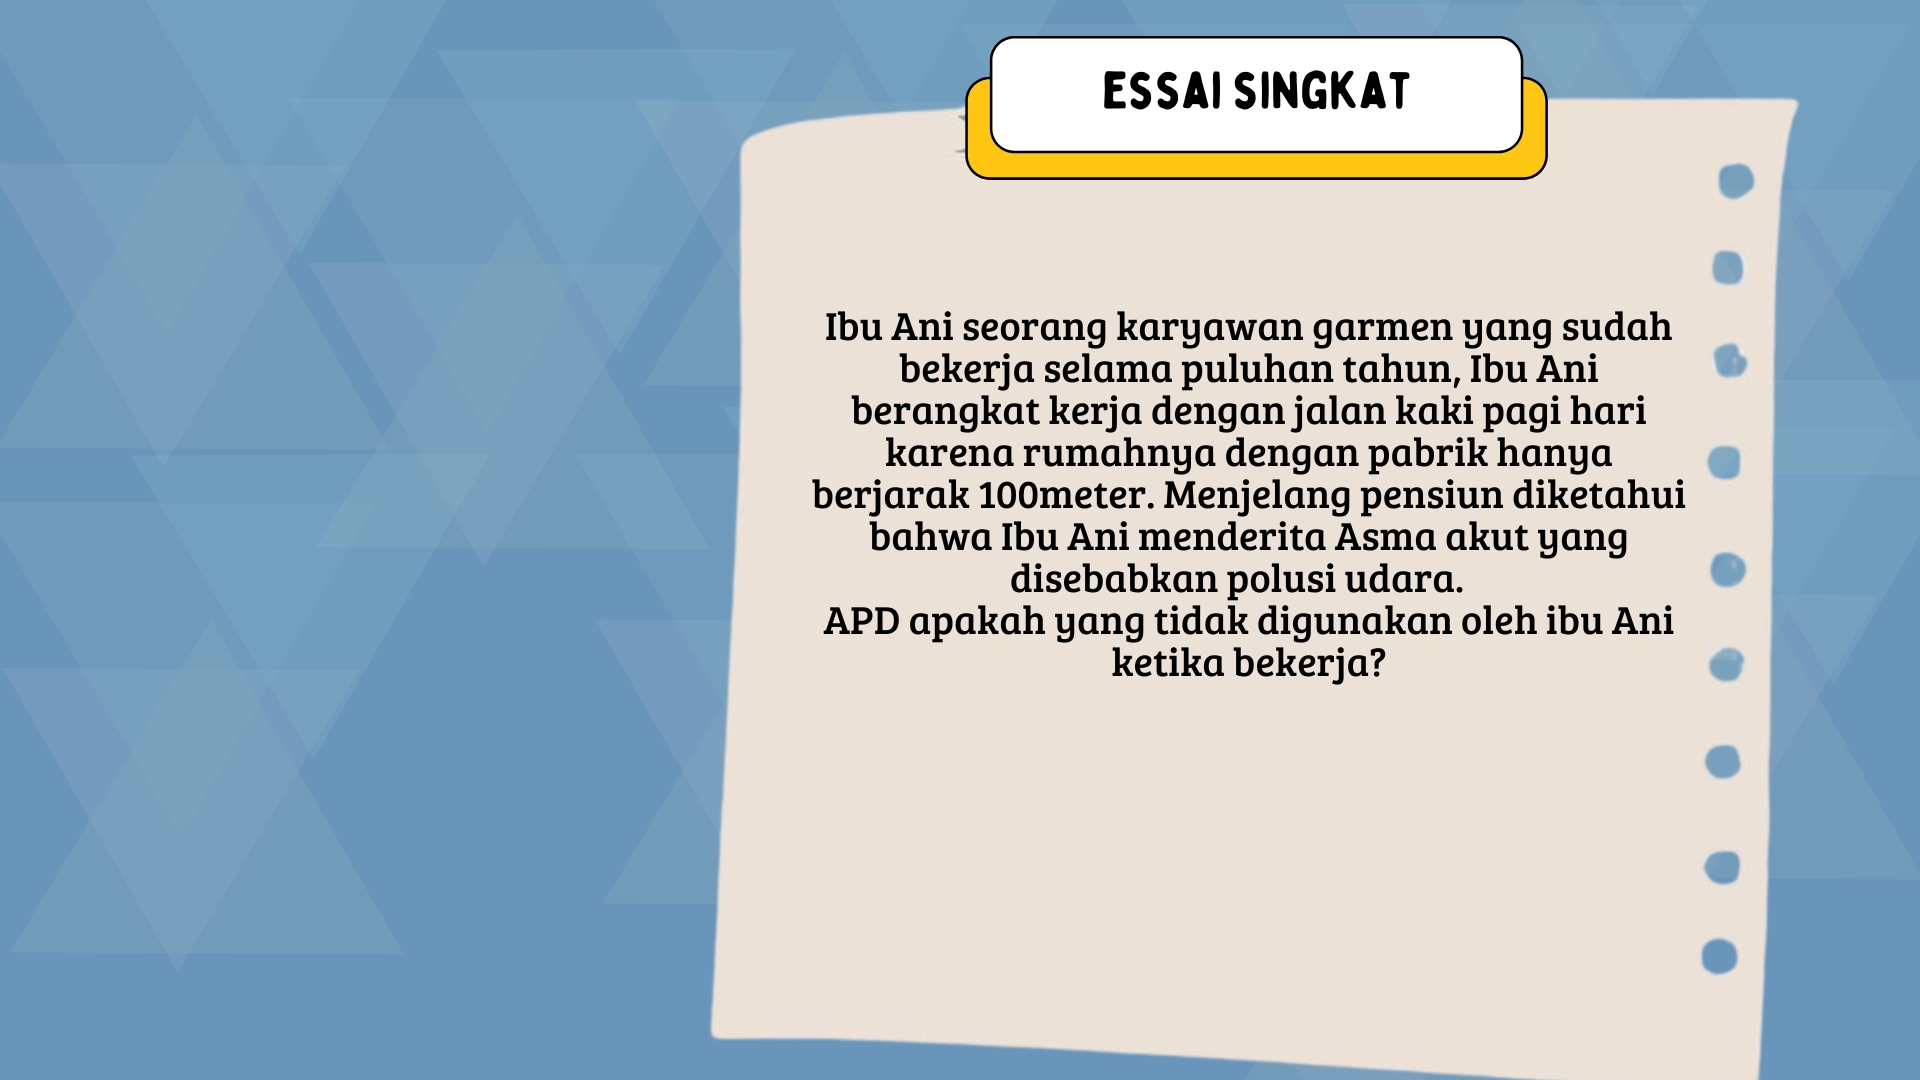 ESSAI SINGKAT
Ibu Ani seorang karyawan garmen yang sudah
bekerja selama puluhan tahun, Ibu Ani
berangkat kerja dengan jalan kaki pagi hari
karena rumahnya dengan pabrik hanya
berjarak 100meter. Menjelang pensiun diketahui
bahwa Ibu Ani menderita Asma akut yang
disebabkan polusi udara.
APD apakah yang tidak digunakan oleh ibu Ani
ketika bekerja?